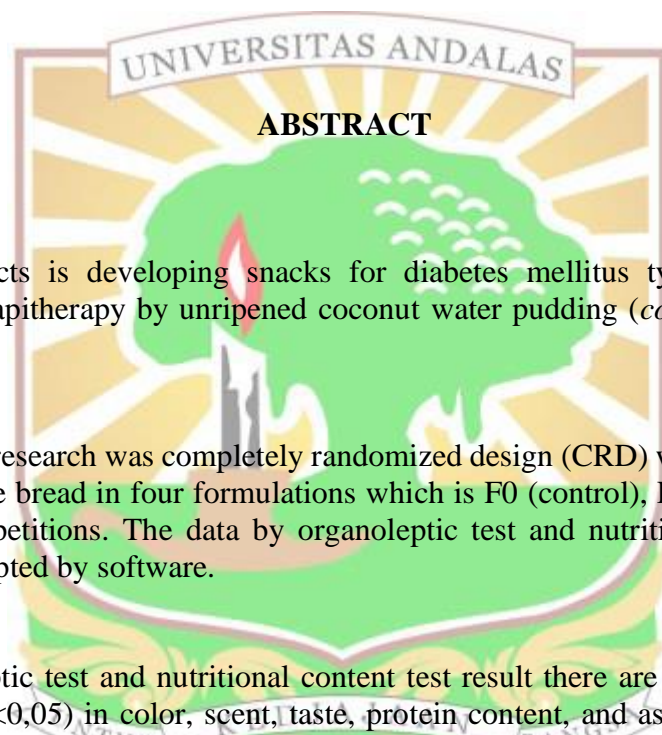 UNIVERSITAS ANDALAS
ABSTRACT
cts is developing snacks for diabetes mellitus ty
apitherapy by unripened coconut water pudding (co
research was completely randomized design (CRD) v
e bread in four formulations which is F0 (control), I
petitions. The data by organoleptic test and nutriti
pted by software.
ptic test and nutritional content test result there are
<0,05) in color, scent, taste, protein content, and as